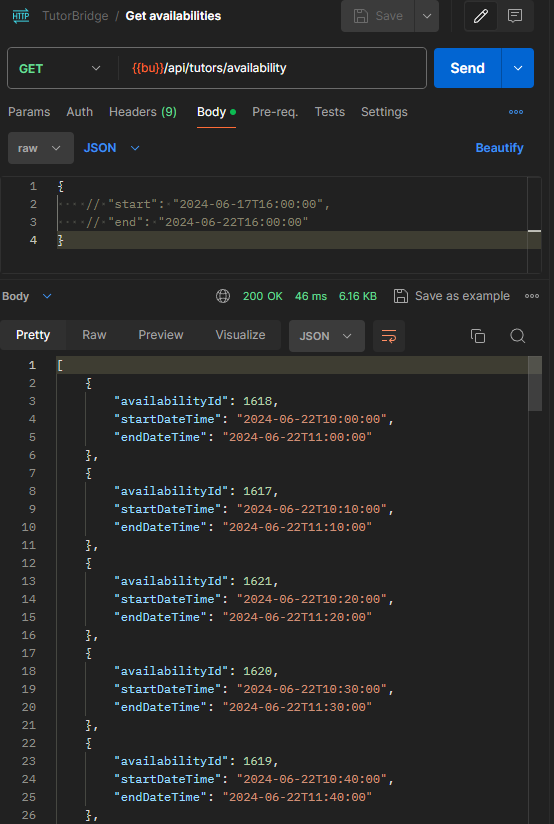 HTTP TutorBridge / Get availabilities Save
GET {{bu}}/api/tutors/availability Send
Params Auth Headers (9) Body Pre-req. Tests Settings
raw JSON Beautify
1 {
2 ····//·"start":·"2024-06-17T16:00:00",
3 ····//·"end":·"2024-06-22T16:00:00"
4 }
Body 200 OK 46 ms 6.16 KB Save as example
Pretty Raw Preview Visualize JSON
1 [
2 {
3 "availabilityId": 1618,
4 "startDateTime": "2024-06-22T10:00:00",
5 "endDateTime": "2024-06-22T11:00:00"
6 },
7 {
8 "availabilityId": 1617,
9 "startDateTime": "2024-06-22T10:10:00",
10 "endDateTime": "2024-06-22T11:10:00"
11 },
12 {
13 "availabilityId": 1621,
14 "startDateTime": "2024-06-22T10:20:00",
15 "endDateTime": "2024-06-22T11:20:00"
16 },
17 {
18 "availabilityId": 1620,
19 "startDateTime": "2024-06-22T10:30:00",
20 "endDateTime": "2024-06-22T11:30:00"
21 },
22 {
23 "availabilityId": 1619,
24 "startDateTime": "2024-06-22T10:40:00",
25 "endDateTime": "2024-06-22T11:40:00"
26 },